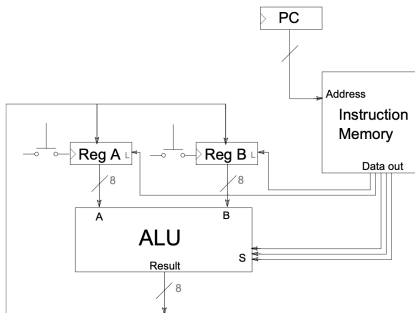 PC
Address
Instruction
Memory
Data out
Reg A L
Reg B L
8
8
A
B
ALU
S
Result
8